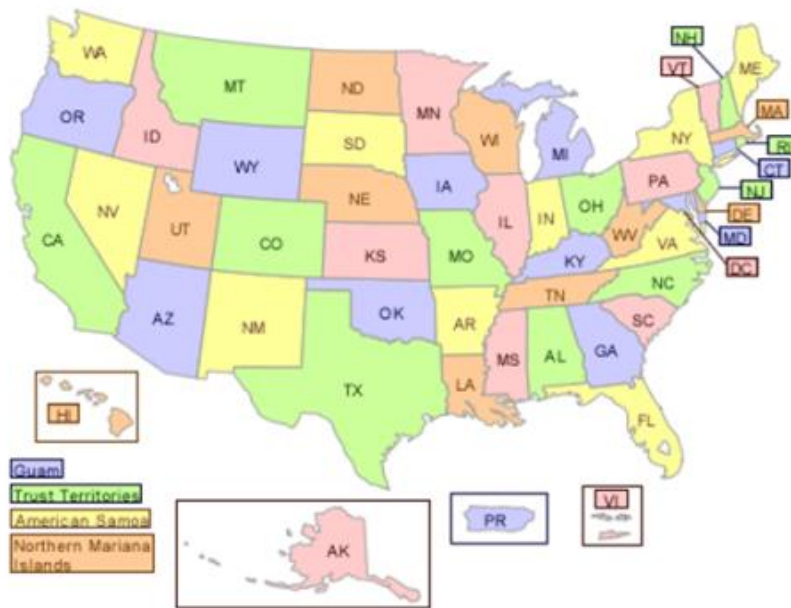 WA
MT
ND
MN
OR
ID
WY
SD
WI
MI
NH
VT
ME
NY
MA
RI
CT
NJ
PA
DE
MD
DC
NV
UT
CO
NE
IA
IL
IN
OH
WV
VA
CA
KS
MO
KY
NC
TN
SC
AZ
NM
OK
AR
MS
AL
GA
TX
LA
FL
HI
Guam
Trust Territories
American Samoa
Northern Mariana
Islands
AK
PR
VI